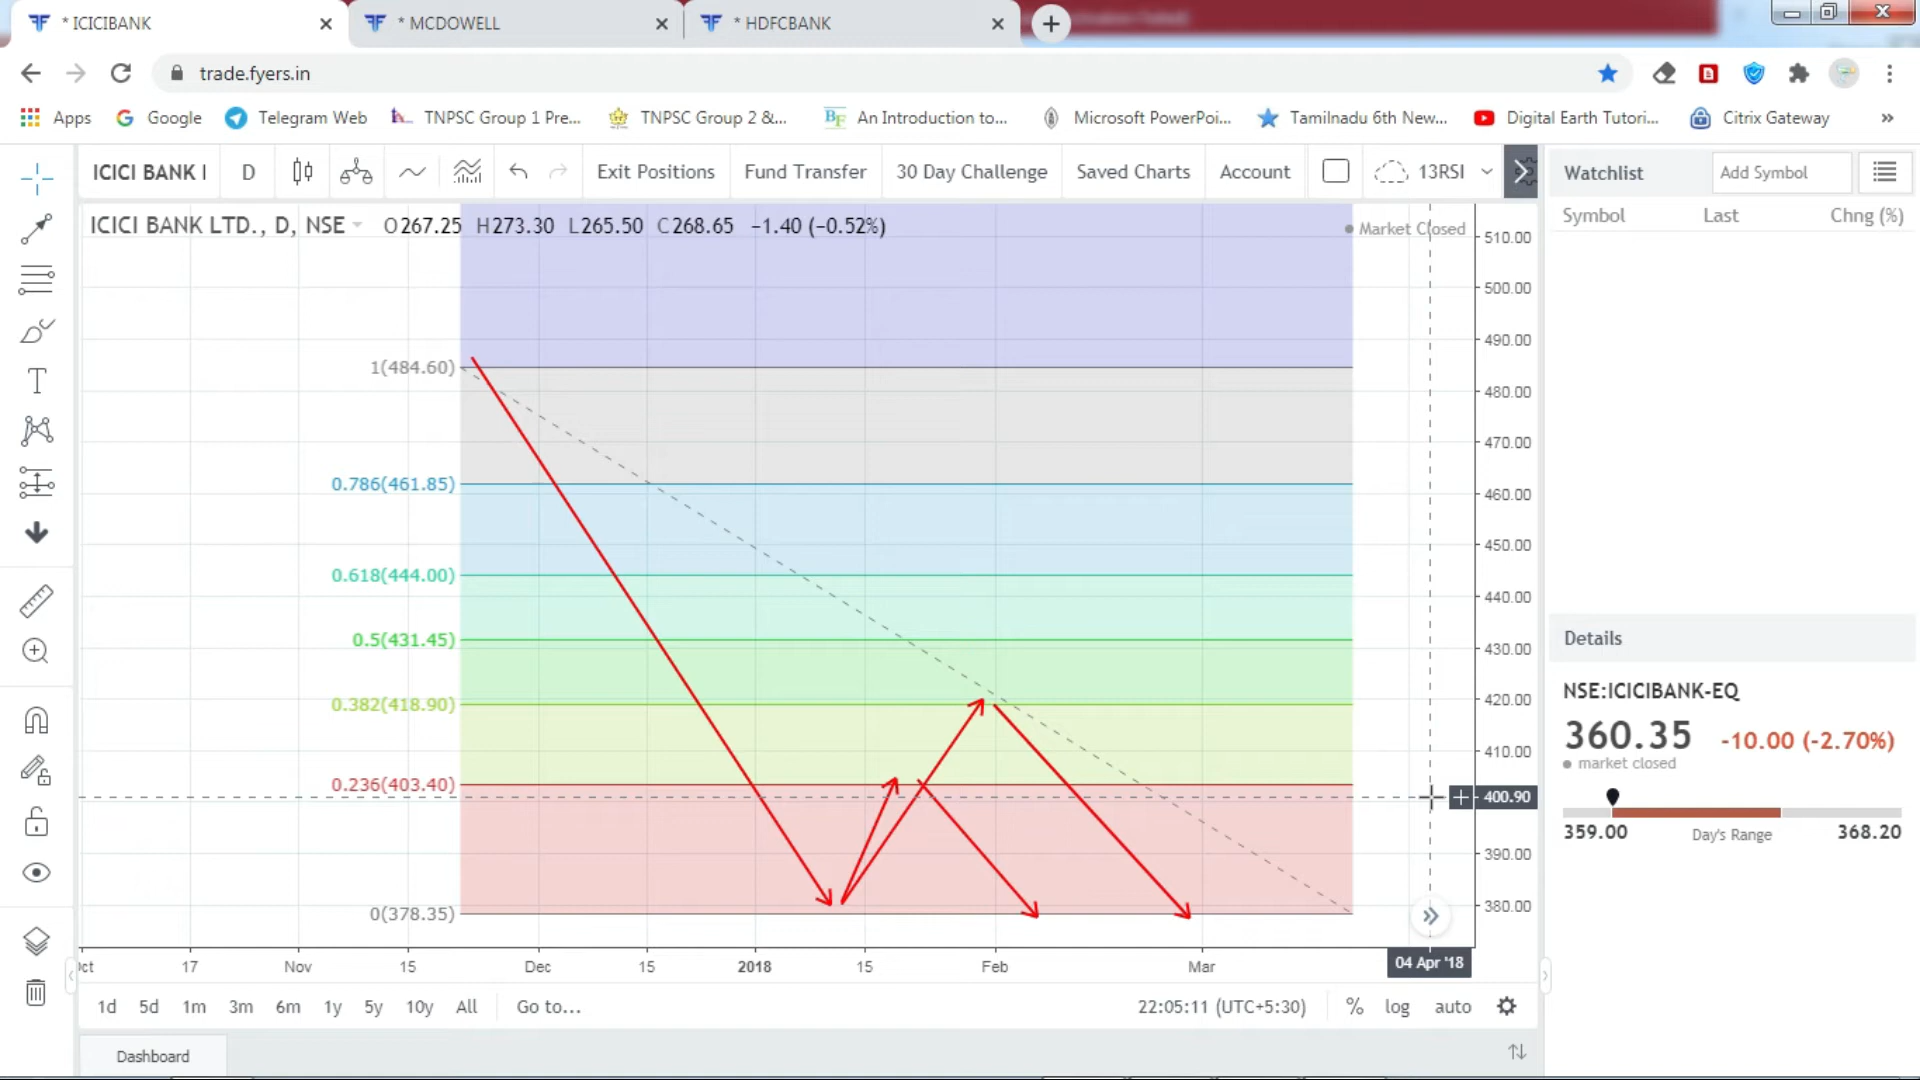 * ICICIBANK
* MCDOWELL
* HDFCBANK
trade.fyers.in
Apps Google Telegram Web TNPSC Group 1 Pre... TNPSC Group 2 &... BF An Introduction to... Microsoft PowerPoi... Tamilnadu 6th New... Digital Earth Tutori... Citrix Gateway »
ICICI BANK D Exit Positions Fund Transfer 30 Day Challenge Saved Charts Account 13RSI
Watchlist Add Symbol
Symbol Last Chng (%)
ICICI BANK LTD., D, NSE O267.25 H273.30 L265.50 C268.65 −1.40 (−0.52%)
Market Closed
510.00
500.00
490.00
1(484.60)
480.00
470.00
0.786(461.85)
460.00
450.00
0.618(444.00)
440.00
0.5(431.45)
430.00
0.382(418.90)
420.00
410.00
0.236(403.40)
400.90
390.00
0(378.35)
380.00
Details
NSE:ICICIBANK-EQ
360.35 -10.00 (-2.70%)
market closed
359.00 Day's Range 368.20
17 Nov 15 Dec 15 2018 15 Feb Mar 04 Apr '18
1d 5d 1m 3m 6m 1y 5y 10y All Go to... 22:05:11 (UTC+5:30) % log auto
Dashboard